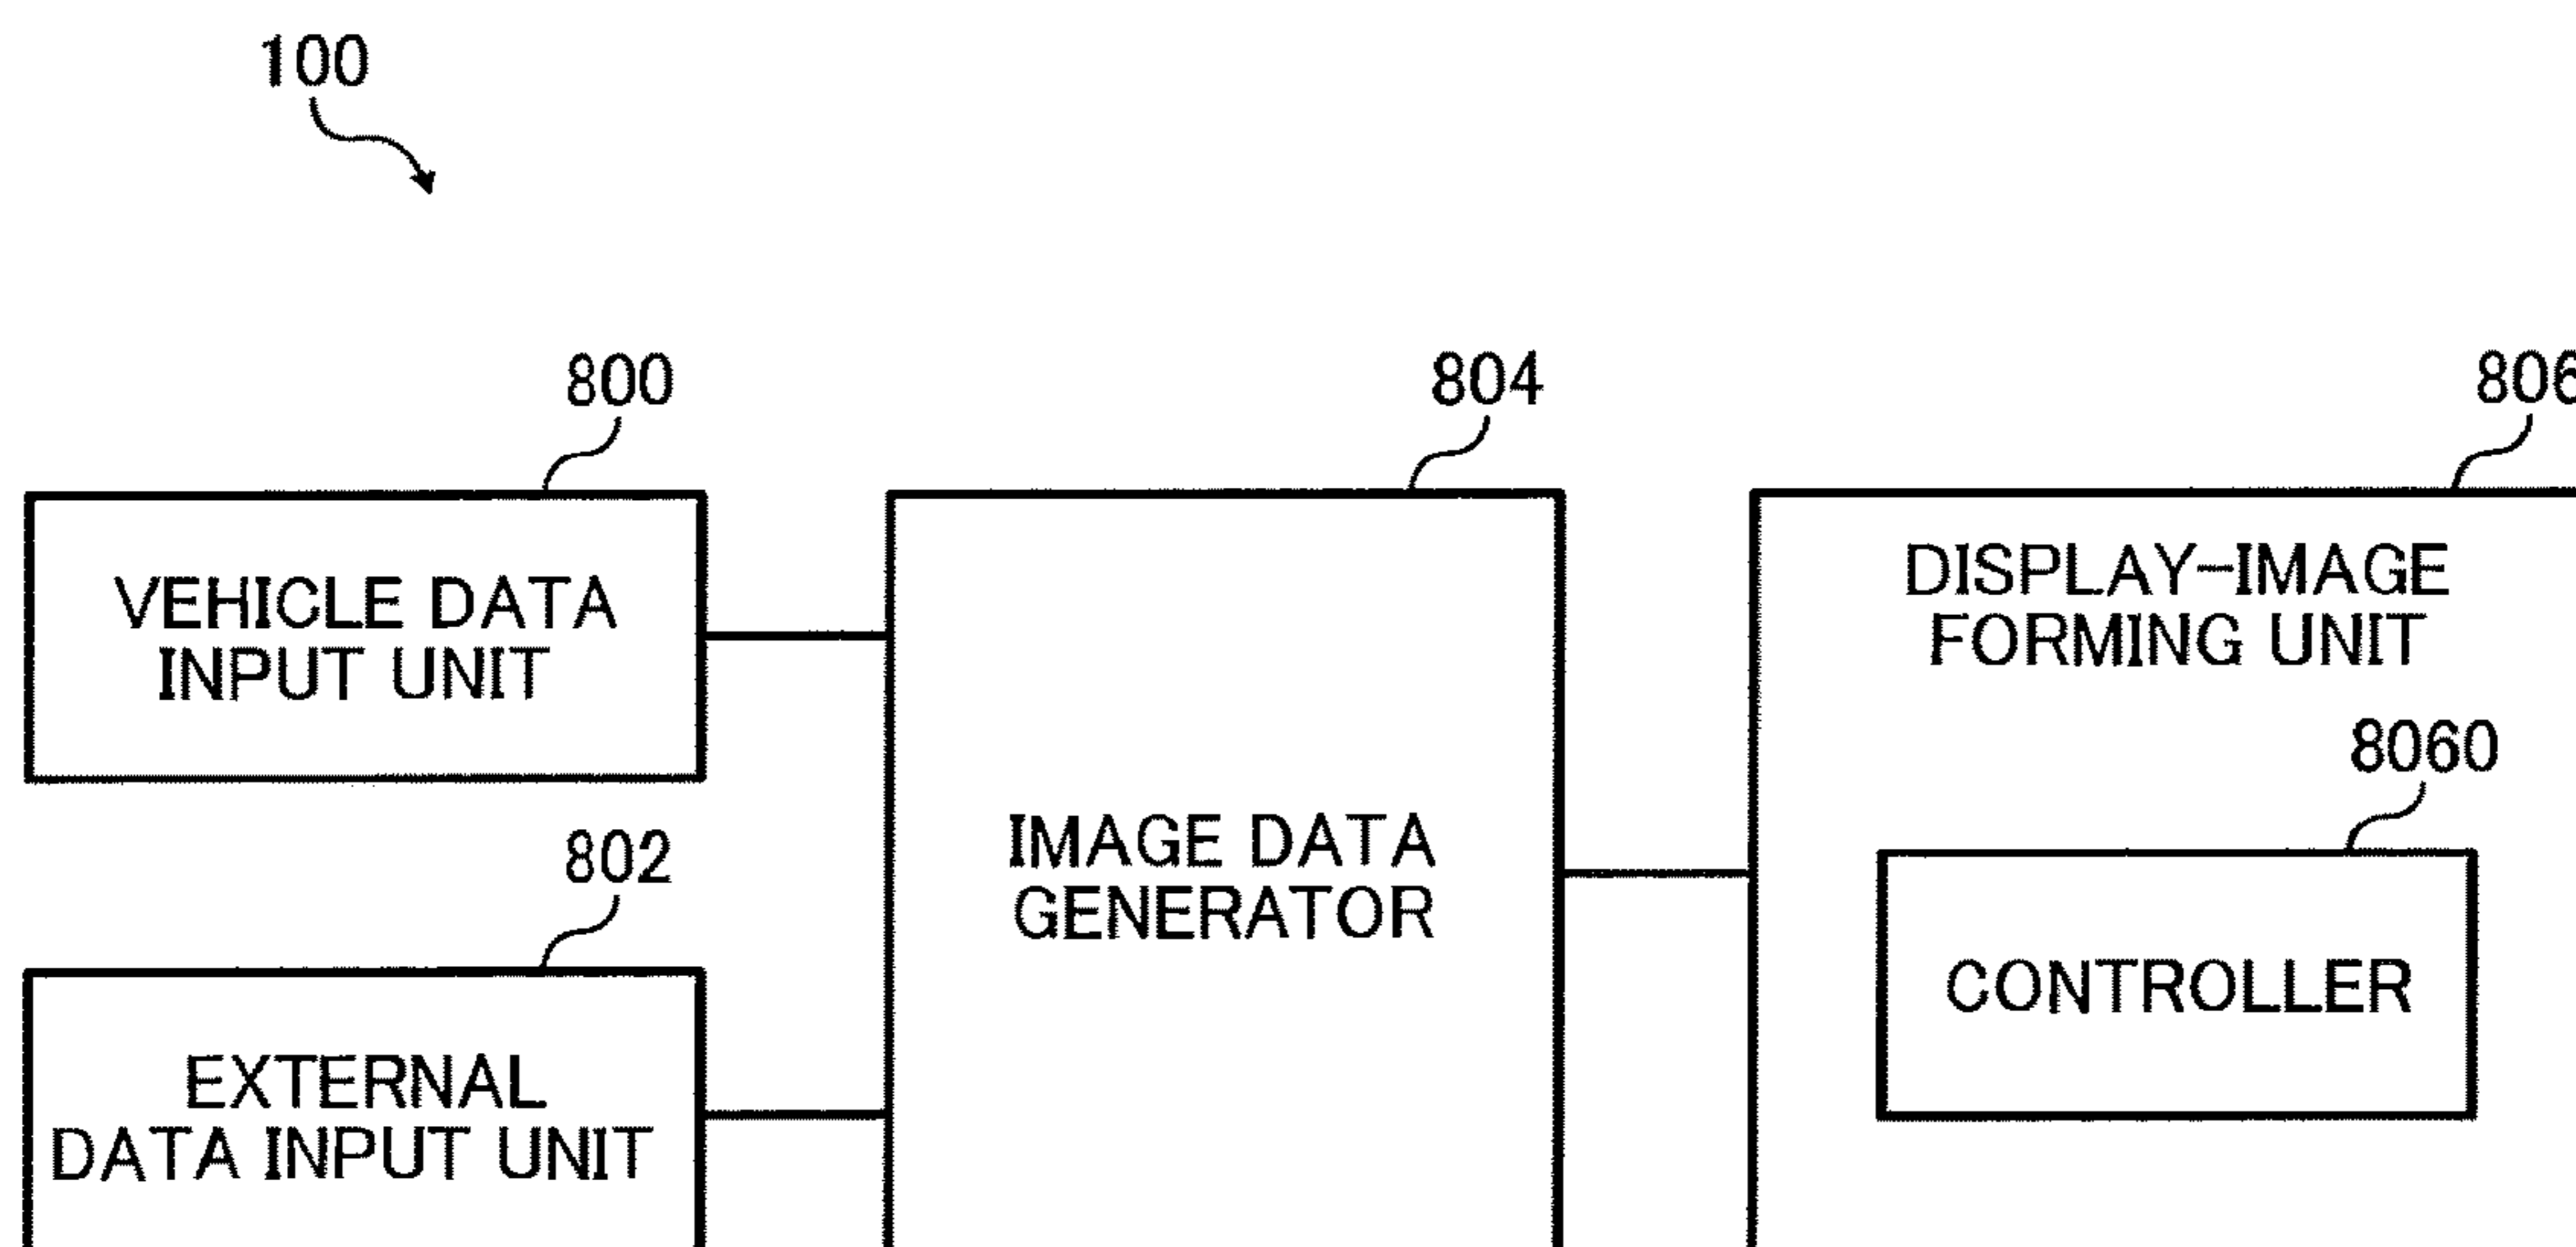 100
800
804
806
VEHICLE DATA
INPUT UNIT
DISPLAY-IMAGE
FORMING UNIT
8060
802
IMAGE DATA
GENERATOR
CONTROLLER
EXTERNAL
DATA INPUT UNIT